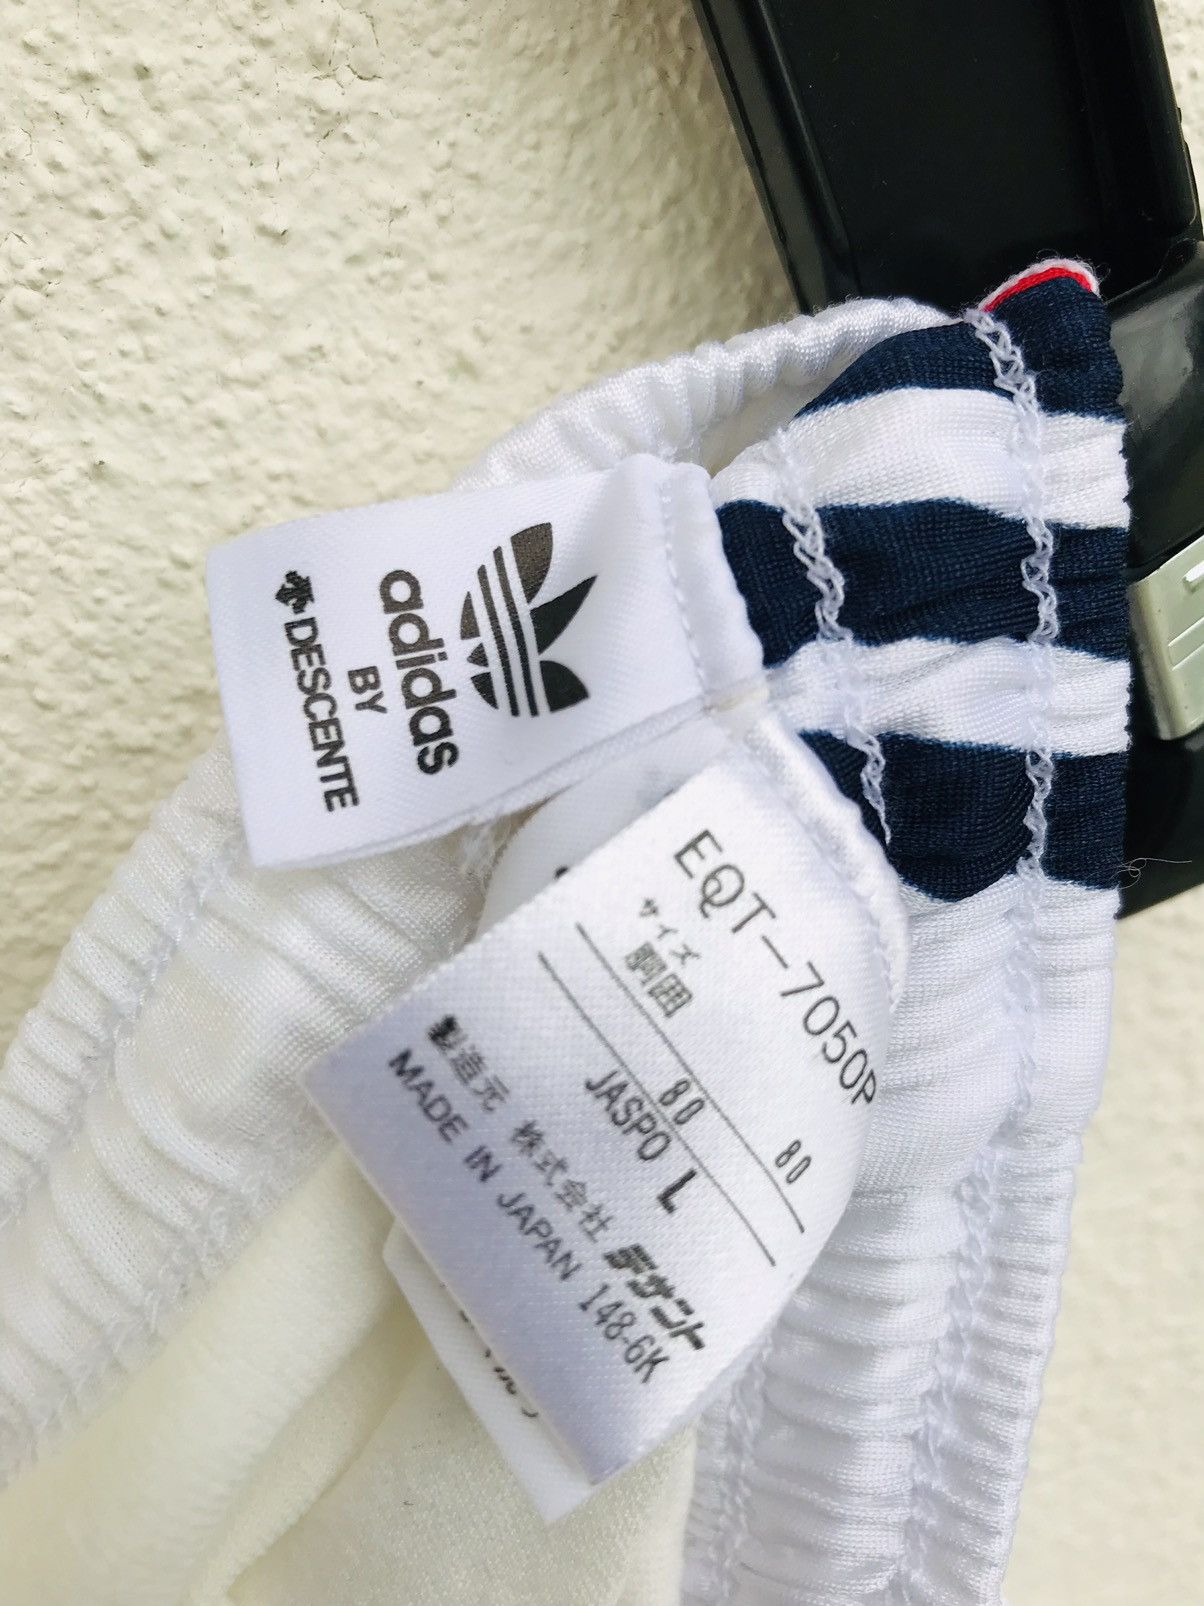 adidas
BY
DESCENTE
EQT-7050P
サイズ
胴囲 80 80
JASPO L
製造元 株式会社 デサント
MADE IN JAPAN 148-6K